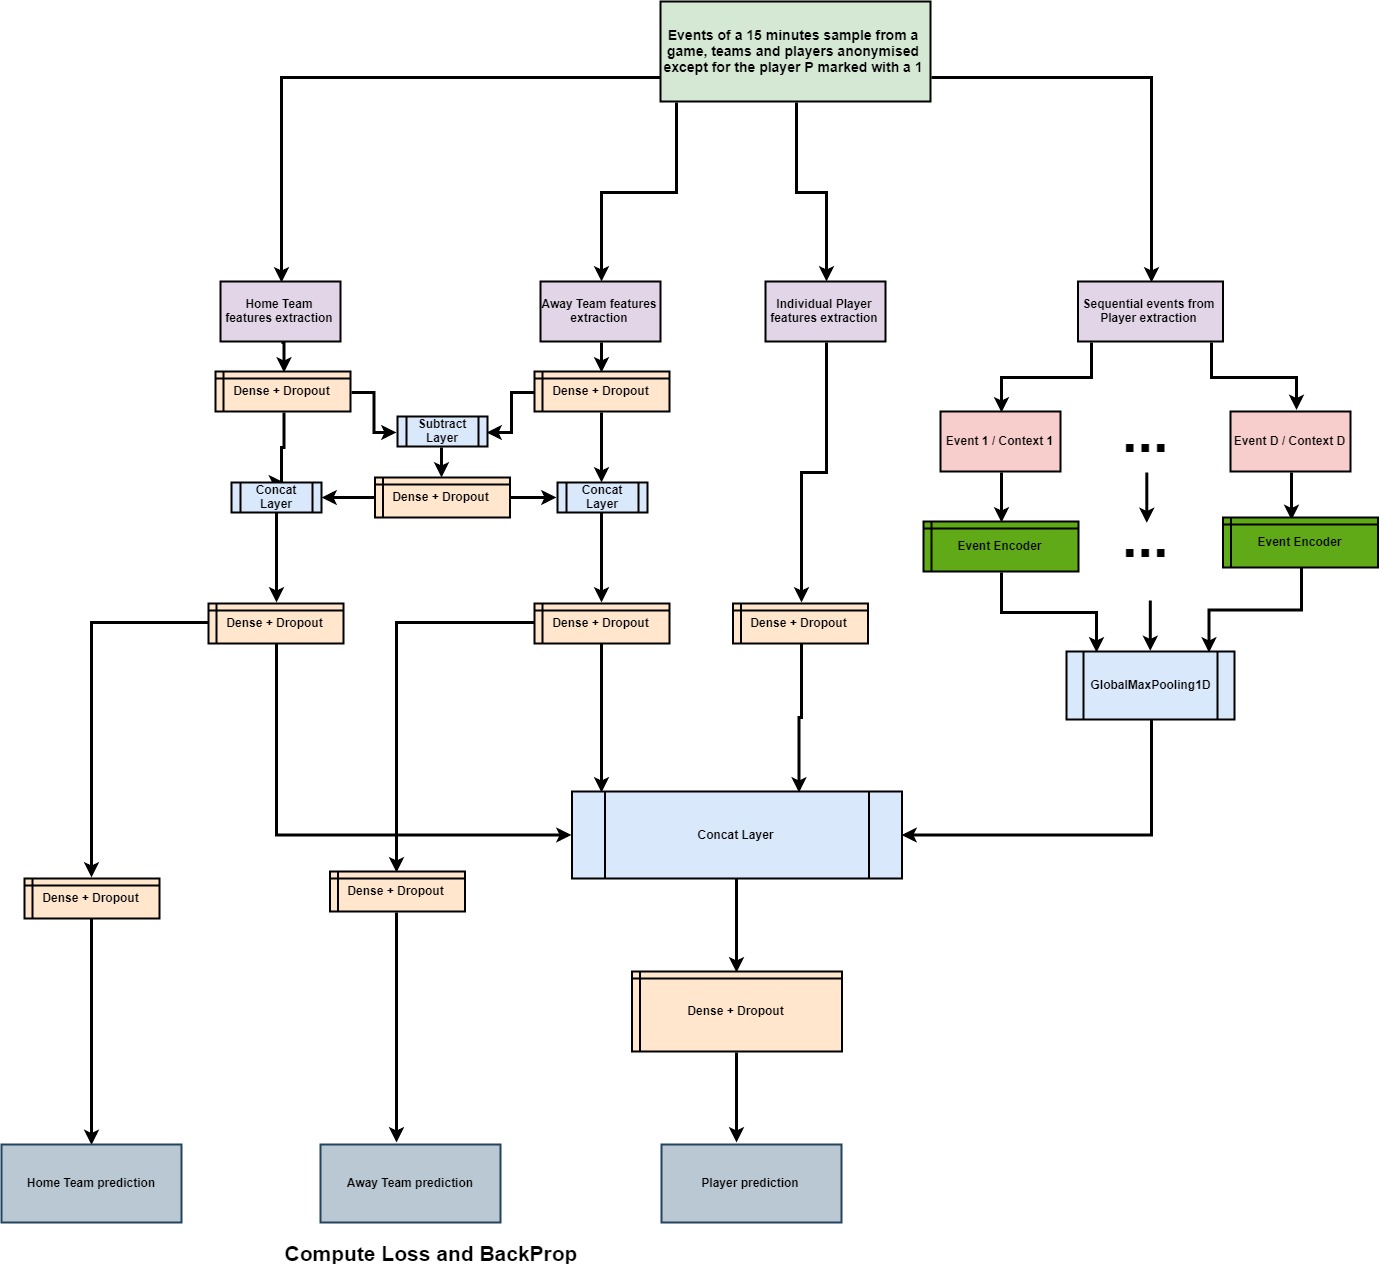 Events of a 15 minutes sample from a
game, teams and players anonymised
except for the player P marked with a 1
Home Team
features extraction
Away Team features
extraction
Individual Player
features extraction
Sequential events from
Player extraction
Dense + Dropout
Dense + Dropout
Subtract
Layer
Event 1 / Context 1
...
Event D / Context D
Concat
Layer
Dense + Dropout
Concat
Layer
Event Encoder
...
Event Encoder
Dense + Dropout
Dense + Dropout
Dense + Dropout
GlobalMaxPooling1D
Concat Layer
Dense + Dropout
Dense + Dropout
Dense + Dropout
Home Team prediction
Away Team prediction
Player prediction
Compute Loss and BackProp